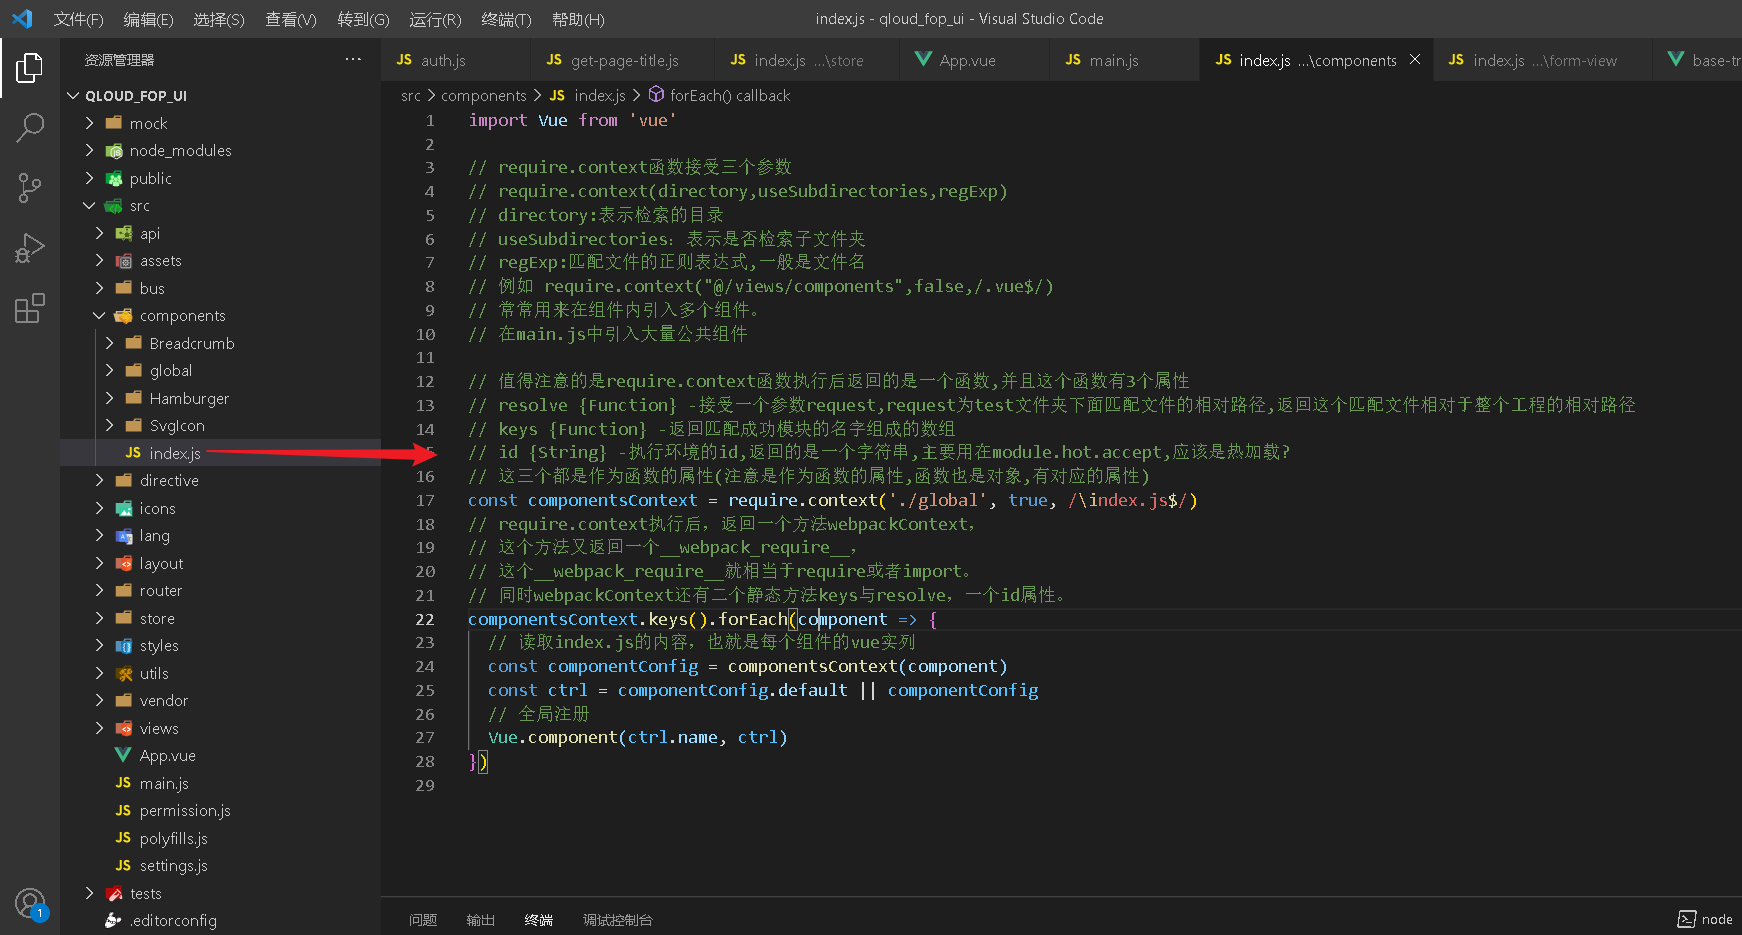 文件(F) 编辑(E) 选择(S) 查看(V) 转到(G) 运行(R) 终端(T) 帮助(H)
index.js - qloud_fop_ui - Visual Studio Code
资源管理器 ···
QLOUD_FOP_UI
mock
node_modules
public
src
api
assets
bus
components
Breadcrumb
global
Hamburger
SvgIcon
JS index.js
directive
icons
lang
layout
router
store
styles
utils
vendor
views
App.vue
JS main.js
JS permission.js
JS polyfills.js
JS settings.js
tests
.editorconfig
1
JS auth.js
JS get-page-title.js
JS index.js ...\store
App.vue
JS main.js
JS index.js ...\components
JS index.js ...\form-view
base-tr
src > components > JS index.js > forEach() callback
1 import Vue from 'vue'
2
3 // require.context函数接受三个参数
4 // require.context(directory,useSubdirectories,regExp)
5 // directory:表示检索的目录
6 // useSubdirectories：表示是否检索子文件夹
7 // regExp:匹配文件的正则表达式,一般是文件名
8 // 例如 require.context("@/views/components",false,/.vue$/)
9 // 常常用来在组件内引入多个组件。
10 // 在main.js中引入大量公共组件
11
12 // 值得注意的是require.context函数执行后返回的是一个函数,并且这个函数有3个属性
13 // resolve {Function} -接受一个参数request,request为test文件夹下面匹配文件的相对路径,返回这个匹配文件相对于整个工程的相对路径
14 // keys {Function} -返回匹配成功模块的名字组成的数组
5 // id {String} -执行环境的id,返回的是一个字符串,主要用在module.hot.accept,应该是热加载?
16 // 这三个都是作为函数的属性(注意是作为函数的属性,函数也是对象,有对应的属性)
17 const componentsContext = require.context('./global', true, /\index.js$/)
18 // require.context执行后，返回一个方法webpackContext，
19 // 这个方法又返回一个__webpack_require__，
20 // 这个__webpack_require__就相当于require或者import。
21 // 同时webpackContext还有二个静态方法keys与resolve，一个id属性。
22 componentsContext.keys().forEach(component => {
23 // 读取index.js的内容，也就是每个组件的vue实列
24 const componentConfig = componentsContext(component)
25 const ctrl = componentConfig.default || componentConfig
26 // 全局注册
27 Vue.component(ctrl.name, ctrl)
28 })
29
问题 输出 终端 调试控制台
node